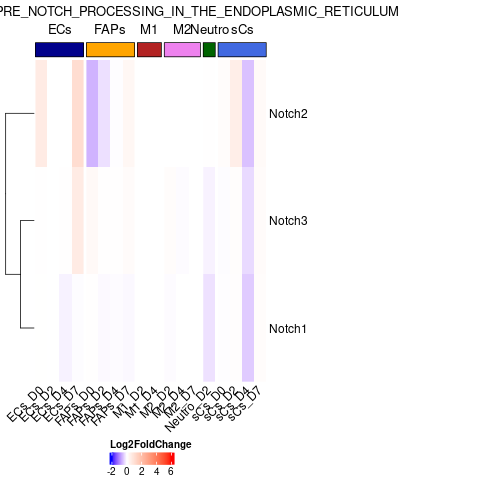 PRE_NOTCH_PROCESSING_IN_THE_ENDOPLASMIC_RETICULUM
ECs FAPs M1 M2 Neutro sCs
Notch2
Notch3
Notch1
ECs_D0 ECs_D2 ECs_D4 ECs_D7 FAPs_D0 FAPs_D2 FAPs_D4 FAPs_D7 M1_D2 M1_D4 M2_D2 M2_D4 M2_D7 Neutro_D2 sCs_D0 sCs_D2 sCs_D4 sCs_D7
Log2FoldChange
-2 0 2 4 6